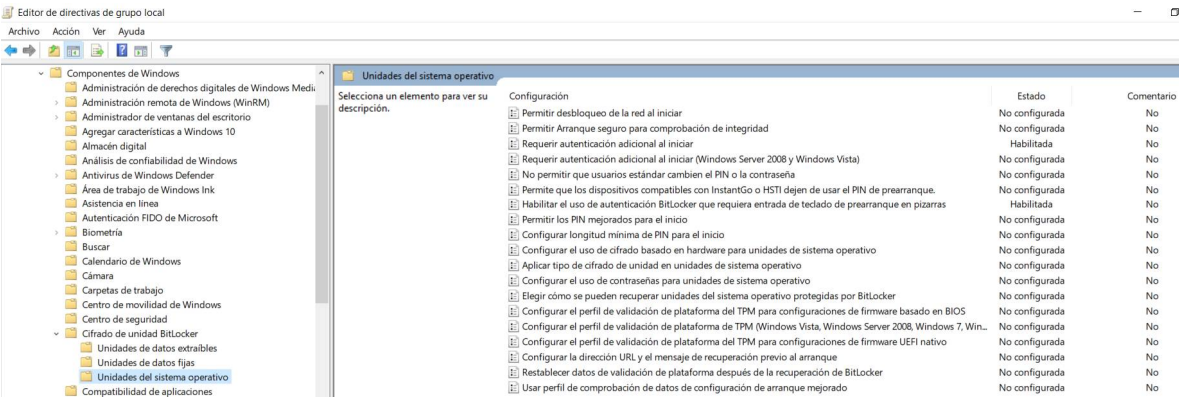 Editor de directivas de grupo local
Archivo Acción Ver Ayuda
Componentes de Windows
Administración de derechos digitales de Windows Media
Administración remota de Windows (WinRM)
Administrador de ventanas del escritorio
Agregar características a Windows 10
Almacén digital
Análisis de confiabilidad de Windows
Antivirus de Windows Defender
Área de trabajo de Windows Ink
Asistencia en línea
Autenticación FIDO de Microsoft
Biometría
Buscar
Calendario de Windows
Cámara
Carpetas de trabajo
Centro de movilidad de Windows
Centro de seguridad
Cifrado de unidad BitLocker
Unidades de datos extraíbles
Unidades de datos fijas
Unidades del sistema operativo
Compatibilidad de aplicaciones
Unidades del sistema operativo
Selecciona un elemento para ver su
descripción.
Configuración Estado Comentario
Permitir desbloqueo de la red al iniciar No configurada No
Permitir Arranque seguro para comprobación de integridad No configurada No
Requerir autenticación adicional al iniciar Habilitada No
Requerir autenticación adicional al iniciar (Windows Server 2008 y Windows Vista) No configurada No
No permitir que usuarios estándar cambien el PIN o la contraseña No configurada No
Permite que los dispositivos compatibles con InstantGo o HSTI dejen de usar el PIN de prearranque. No configurada No
Habilitar el uso de autenticación BitLocker que requiera entrada de teclado de prearranque en pizarras Habilitada No
Permitir los PIN mejorados para el inicio No configurada No
Configurar longitud mínima de PIN para el inicio No configurada No
Configurar el uso de cifrado basado en hardware para unidades de sistema operativo No configurada No
Aplicar tipo de cifrado de unidad en unidades de sistema operativo No configurada No
Configurar el uso de contraseñas para unidades de sistema operativo No configurada No
Elegir cómo se pueden recuperar unidades del sistema operativo protegidas por BitLocker No configurada No
Configurar el perfil de validación de plataforma del TPM para configuraciones de firmware basado en BIOS No configurada No
Configurar el perfil de validación de plataforma de TPM (Windows Vista, Windows Server 2008, Windows 7, Win... No configurada No
Configurar el perfil de validación de plataforma del TPM para configuraciones de firmware UEFI nativo No configurada No
Configurar la dirección URL y el mensaje de recuperación previo al arranque No configurada No
Restablecer datos de validación de plataforma después de la recuperación de BitLocker No configurada No
Usar perfil de comprobación de datos de configuración de arranque mejorado No configurada No